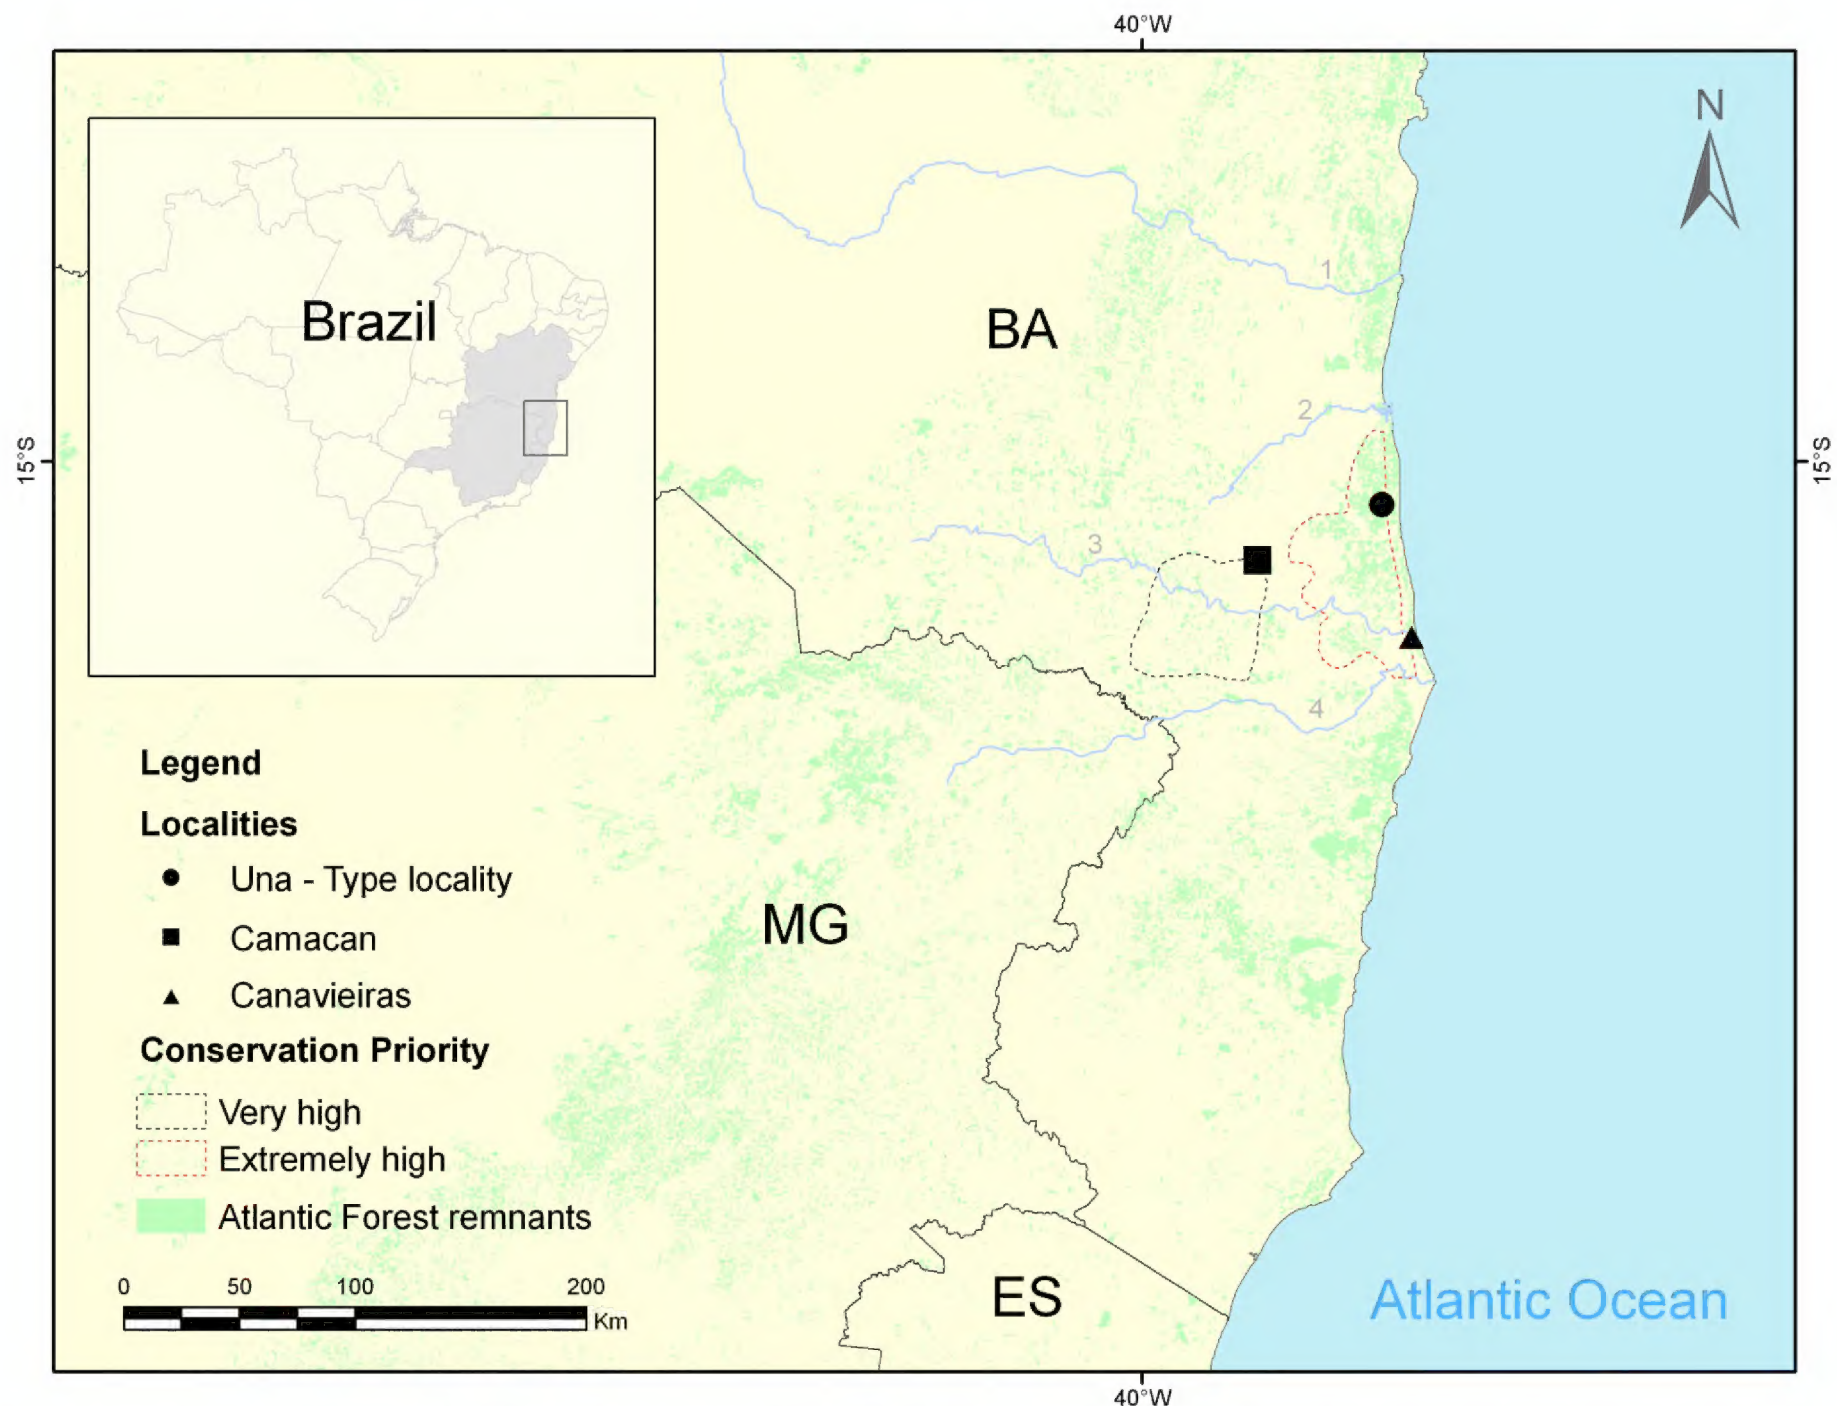 40°W
N
Brazil
1
BA
2
15°S
15°S
3
4
Legend
Localities
Una - Type locality
Camacan
Canavieiras
MG
Conservation Priority
Very high
Extremely high
Atlantic Forest remnants
0 50 100 200
Km
ES
Atlantic Ocean
40°W